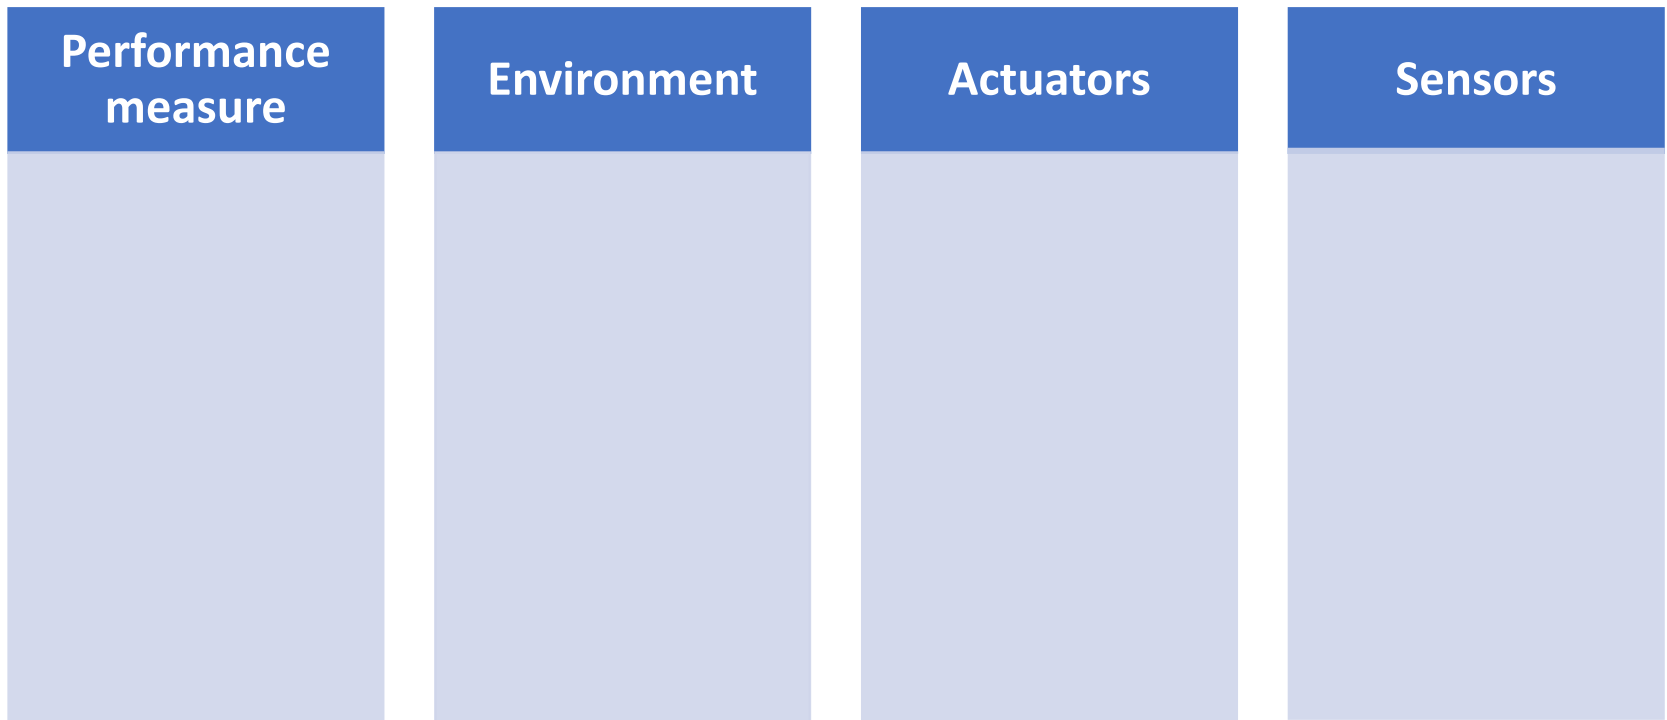 Performance
measure
Environment
Actuators
Sensors